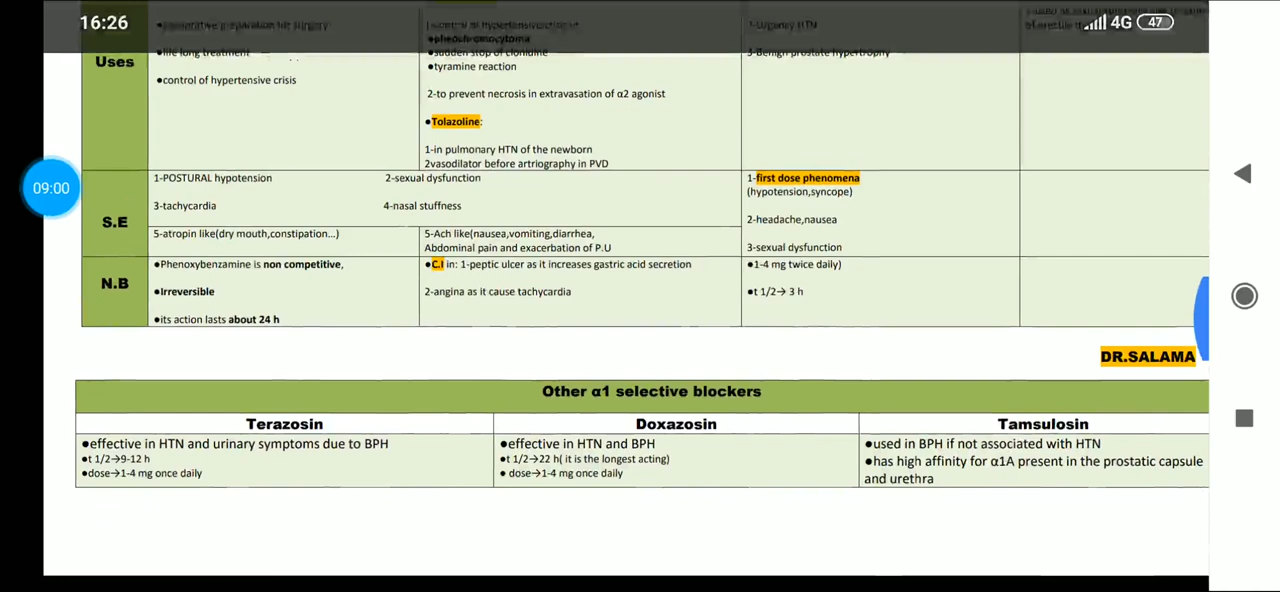 16:26
4G 47
●preoperative preparation for surgery
●life long treatment
●control of hypertensive crisis
Uses
●pheochromocytoma
●sudden stop of clonidine
●tyramine reaction
2-to prevent necrosis in extravasation of α2 agonist
●Tolazoline:
1-in pulmonary HTN of the newborn
2vasodilator before artriography in PVD
HTN
3-Benign prostate hypertrophy
of erectile
09:00
S.E
1-POSTURAL hypotension 2-sexual dysfunction
3-tachycardia 4-nasal stuffness
5-atropin like(dry mouth,constipation...)
5-Ach like(nausea,vomiting,diarrhea,
Abdominal pain and exacerbation of P.U
1-first dose phenomena
(hypotension,syncope)
2-headache,nausea
3-sexual dysfunction
N.B
●Phenoxybenzamine is non competitive,
●Irreversible
●its action lasts about 24 h
●C.I in: 1-peptic ulcer as it increases gastric acid secretion
2-angina as it cause tachycardia
●1-4 mg twice daily)
●t 1/2→ 3 h
DR.SALAMA
Other α1 selective blockers
Terazosin
●effective in HTN and urinary symptoms due to BPH
●t 1/2→9-12 h
●dose→1-4 mg once daily
Doxazosin
●effective in HTN and BPH
●t 1/2→22 h( it is the longest acting)
● dose→1-4 mg once daily
Tamsulosin
●used in BPH if not associated with HTN
●has high affinity for α1A present in the prostatic capsule
and urethra